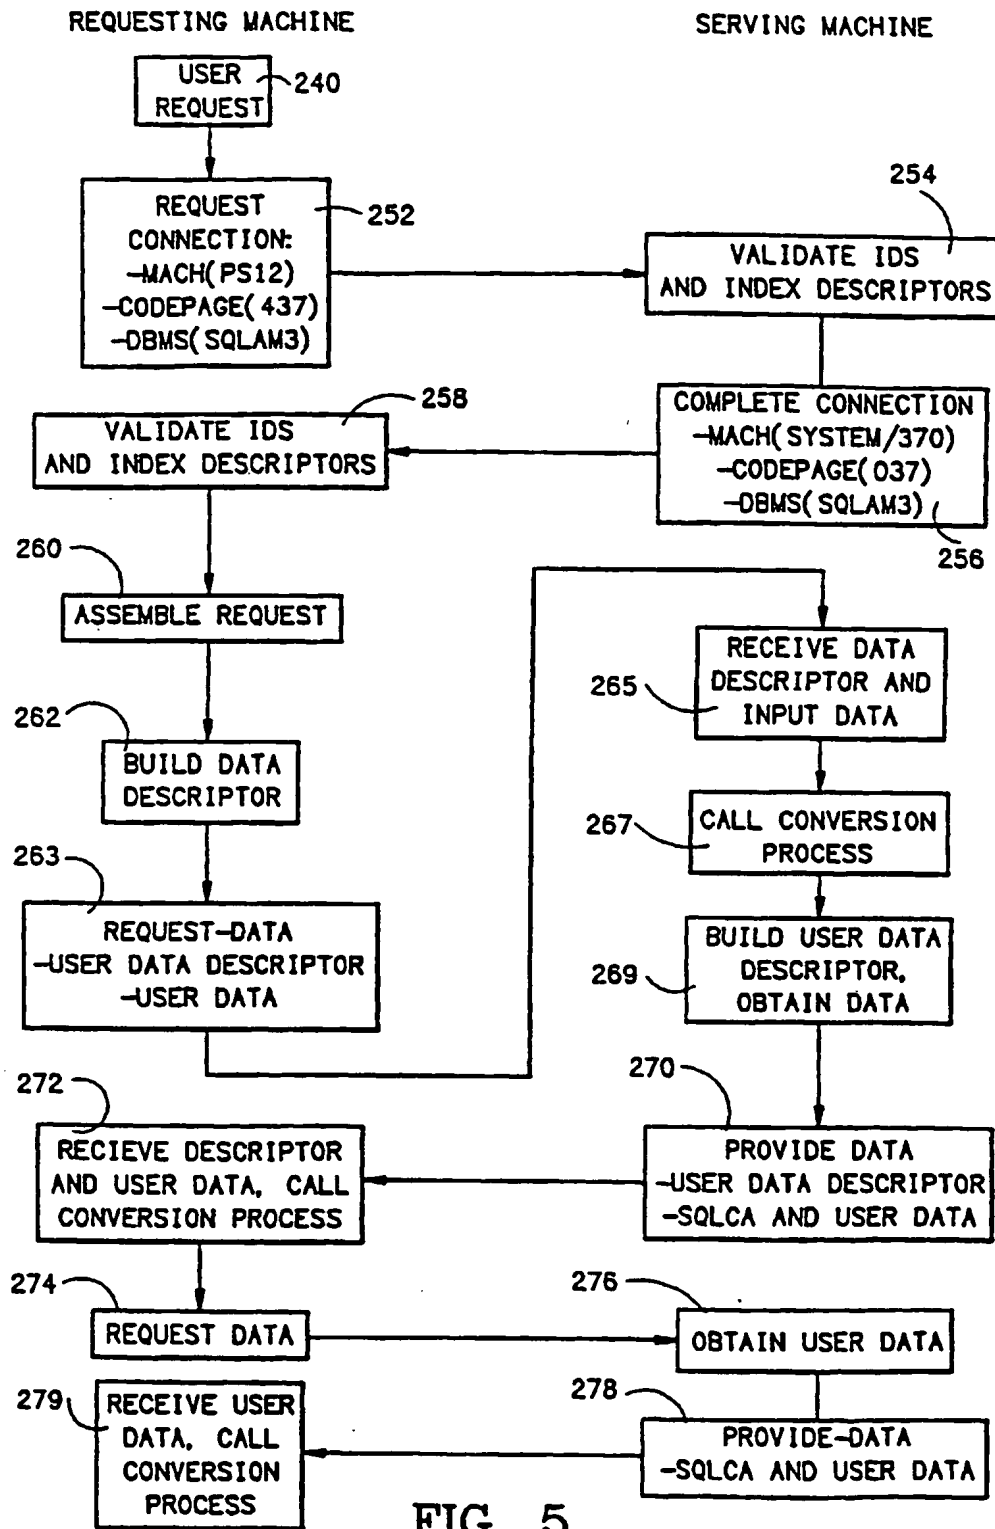 REQUESTING MACHINE
SERVING MACHINE
USER
REQUEST
240
REQUEST
CONNECTION:
-MACH(PS12)
-CODEPAGE(437)
-DBMS(SQLAM3)
252
254
VALIDATE IDS
AND INDEX DESCRIPTORS
258
VALIDATE IDS
AND INDEX DESCRIPTORS
COMPLETE CONNECTION
-MACH(SYSTEM/370)
-CODEPAGE(037)
-DBMS(SQLAM3)
256
260
ASSEMBLE REQUEST
262
BUILD DATA
DESCRIPTOR
263
REQUEST-DATA
-USER DATA DESCRIPTOR
-USER DATA
265
RECEIVE DATA
DESCRIPTOR AND
INPUT DATA
267
CALL CONVERSION
PROCESS
269
BUILD USER DATA
DESCRIPTOR,
OBTAIN DATA
270
PROVIDE DATA
-USER DATA DESCRIPTOR
-SQLCA AND USER DATA
272
RECIEVE DESCRIPTOR
AND USER DATA, CALL
CONVERSION PROCESS
274
REQUEST DATA
276
OBTAIN USER DATA
278
PROVIDE-DATA
-SQLCA AND USER DATA
279
RECEIVE USER
DATA, CALL
CONVERSION
PROCESS
FIG. 5